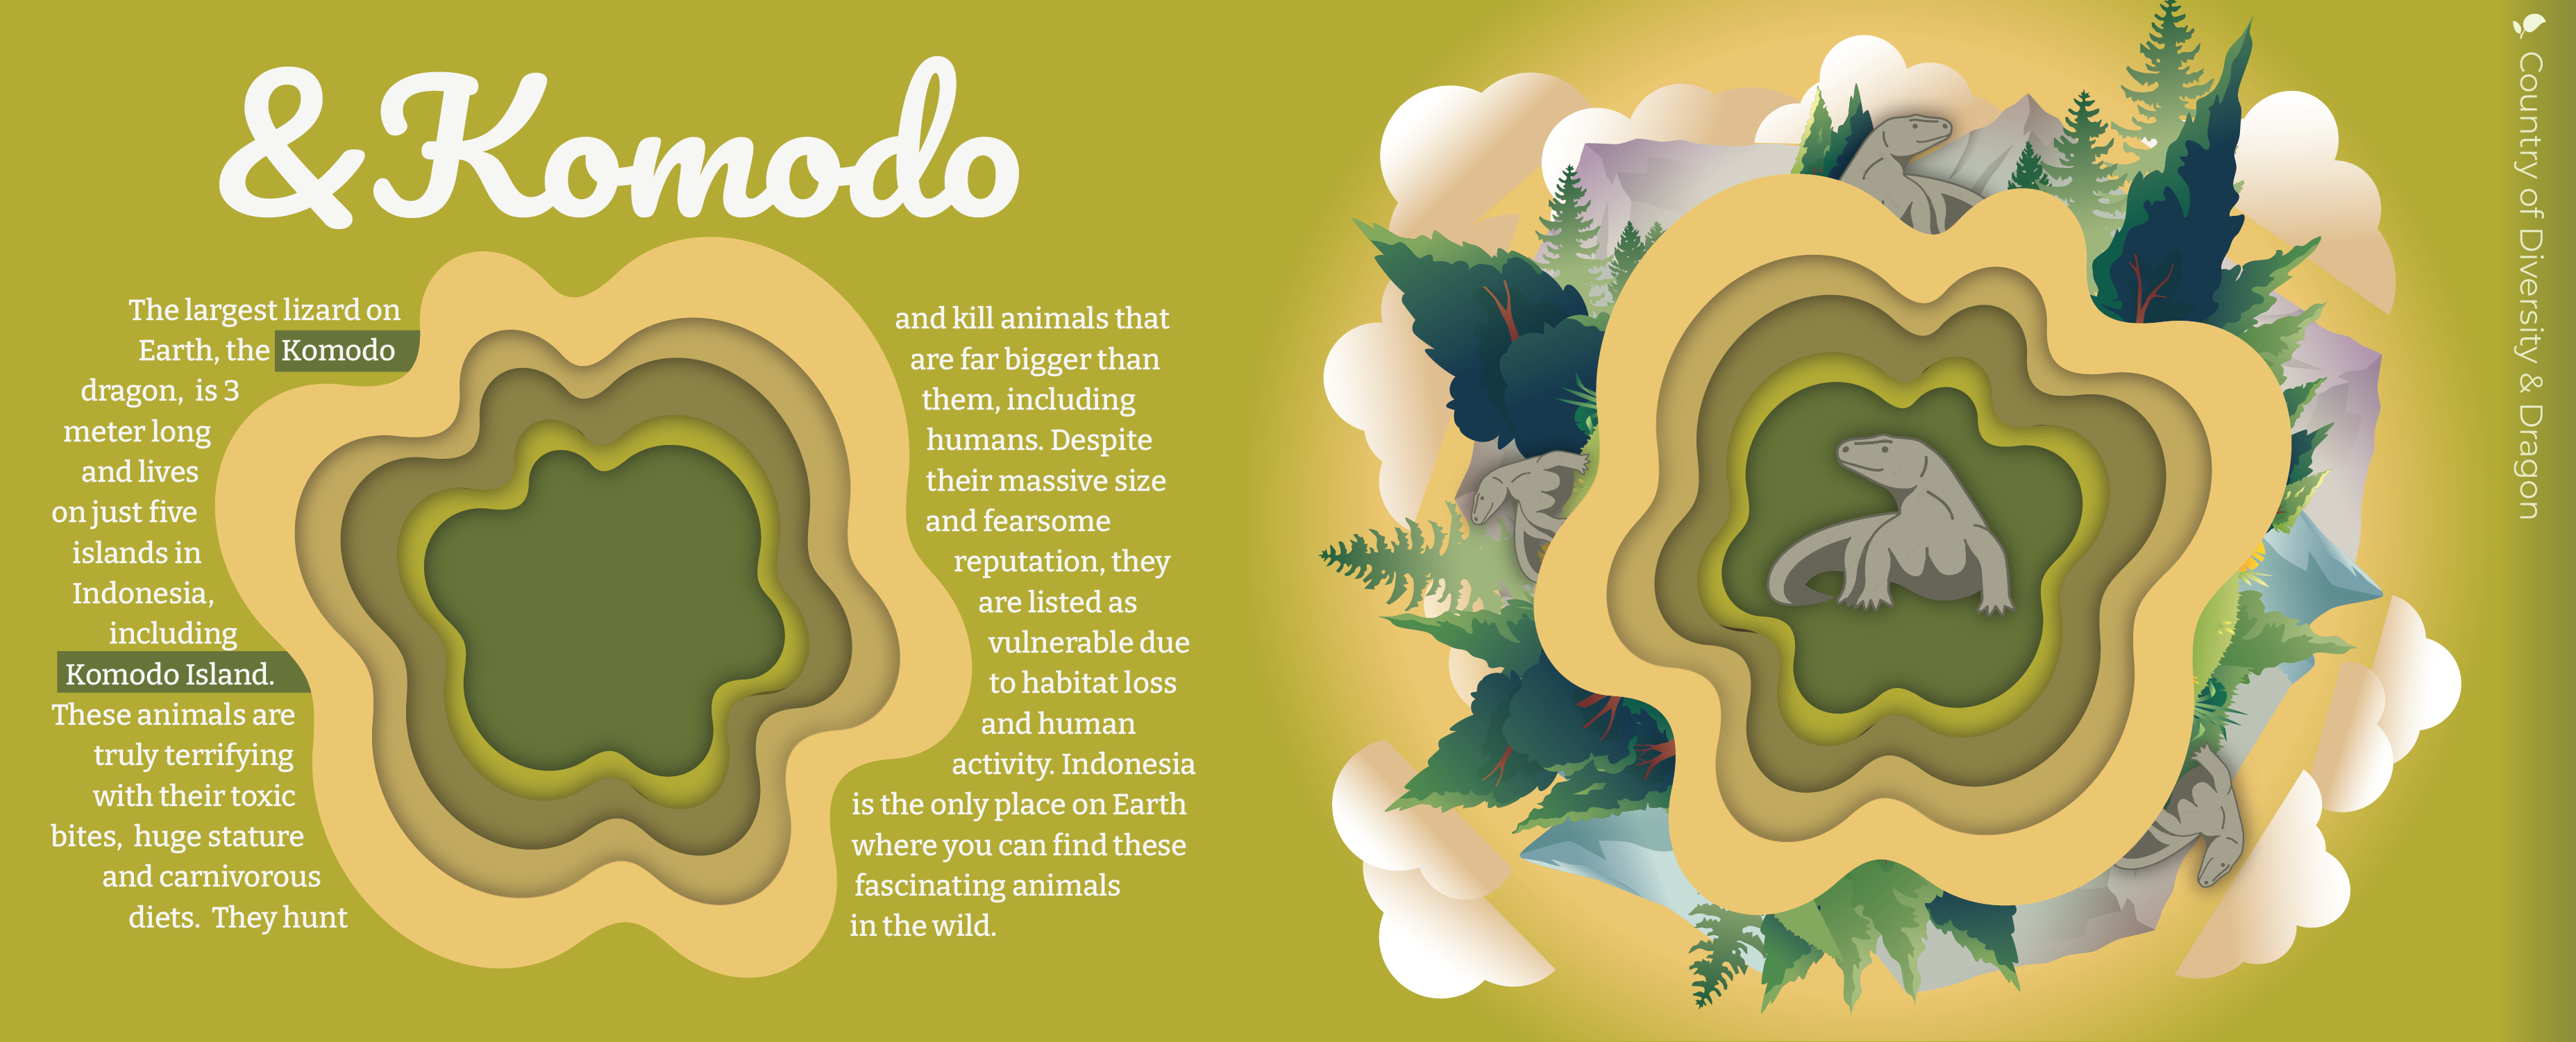 &Komodo
The largest lizard on
Earth, the Komodo
dragon, is 3
meter long
and lives
on just five
islands in
Indonesia,
including
Komodo Island.
These animals are
truly terrifying
with their toxic
bites, huge stature
and carnivorous
diets. They hunt
and kill animals that
are far bigger than
them, including
humans. Despite
their massive size
and fearsome
reputation, they
are listed as
vulnerable due
to habitat loss
and human
activity. Indonesia
is the only place on Earth
where you can find these
fascinating animals
in the wild.
Country of Diversity & Dragon